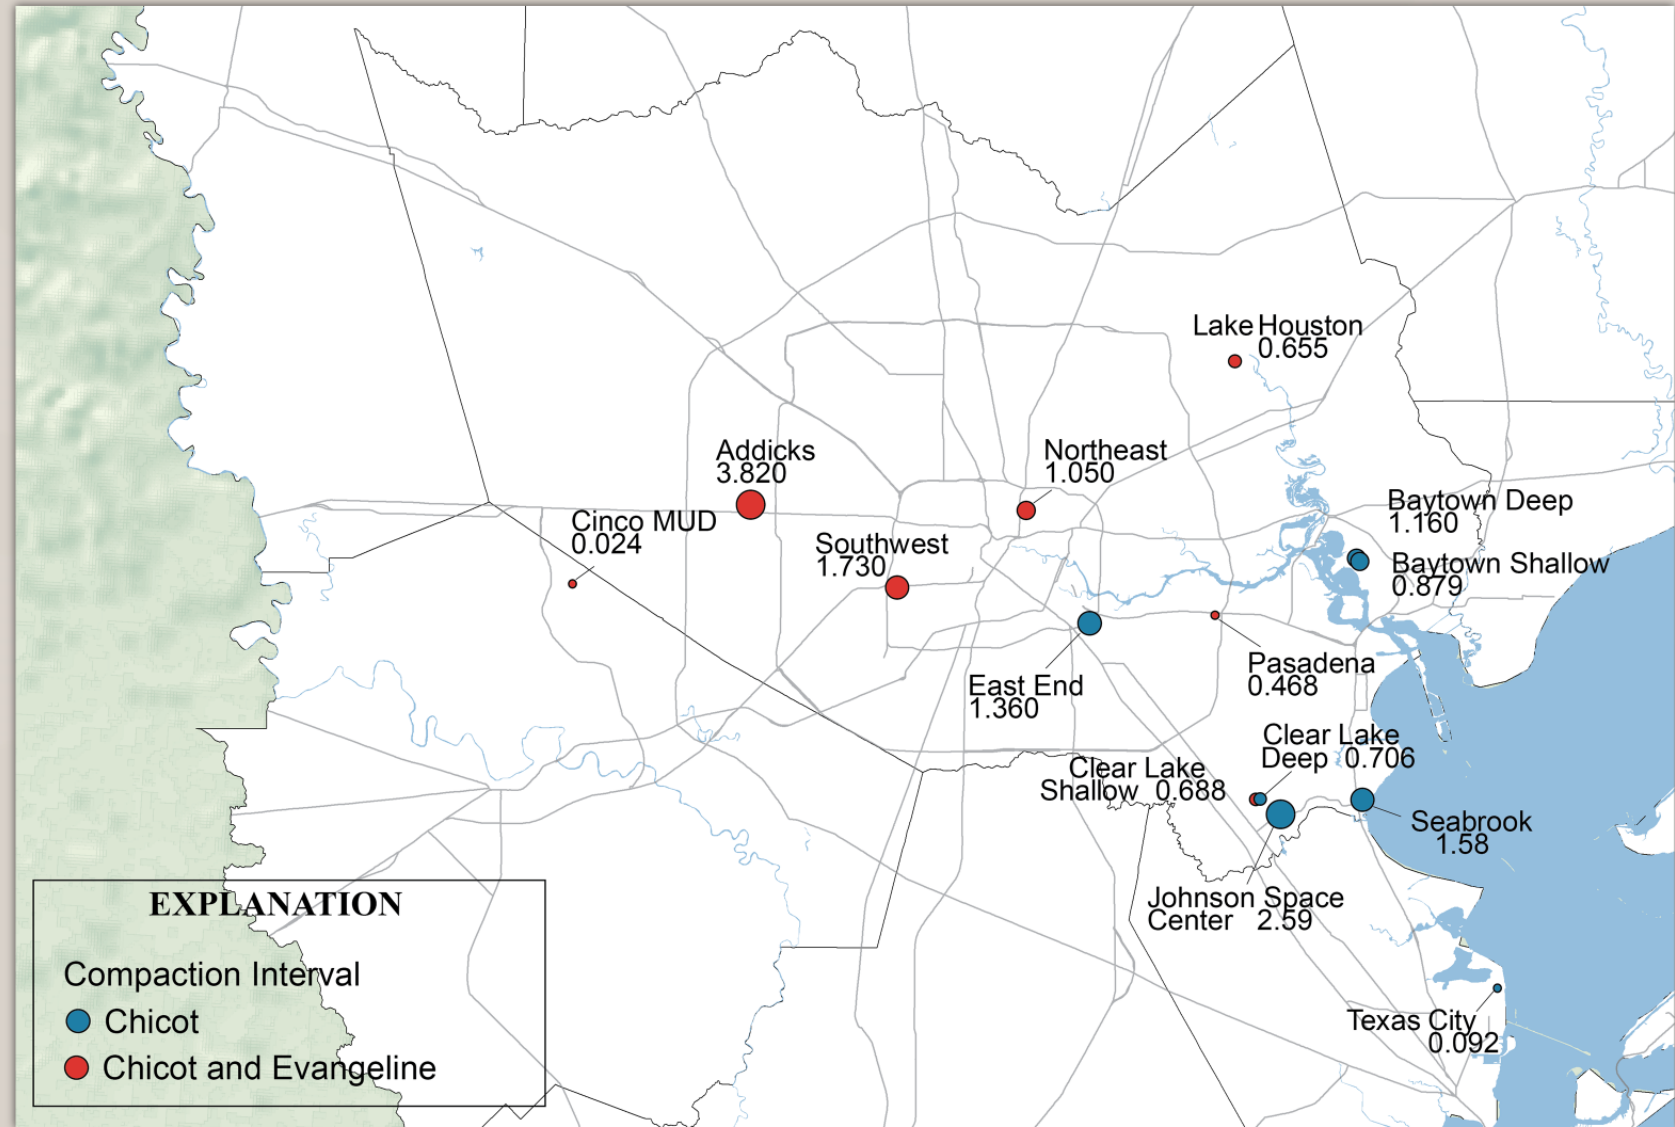 Lake Houston
0.655
Addicks
3.820
Northeast
1.050
Baytown Deep
1.160
Cinco MUD
0.024
Southwest
1.730
Baytown Shallow
0.879
Pasadena
0.468
East End
1.360
Clear Lake
Deep 0.706
Clear Lake
Shallow 0.688
Seabrook
1.58
Johnson Space
Center 2.59
Texas City
0.092
EXPLANATION
Compaction Interval
Chicot
Chicot and Evangeline